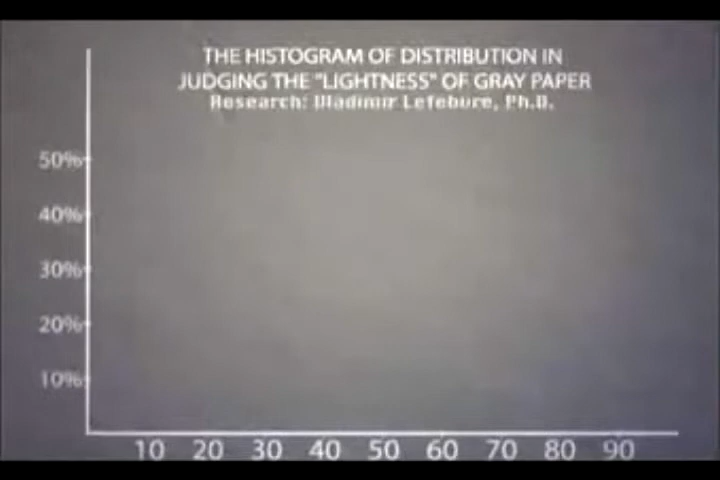 THE HISTOGRAM OF DISTRIBUTION IN
JUDGING THE "LIGHTNESS" OF GRAY PAPER
Research: Vladimir Lefebure, Ph.D.
50%
40%
30%
20%
10%
10 20 30 40 50 60 70 80 90